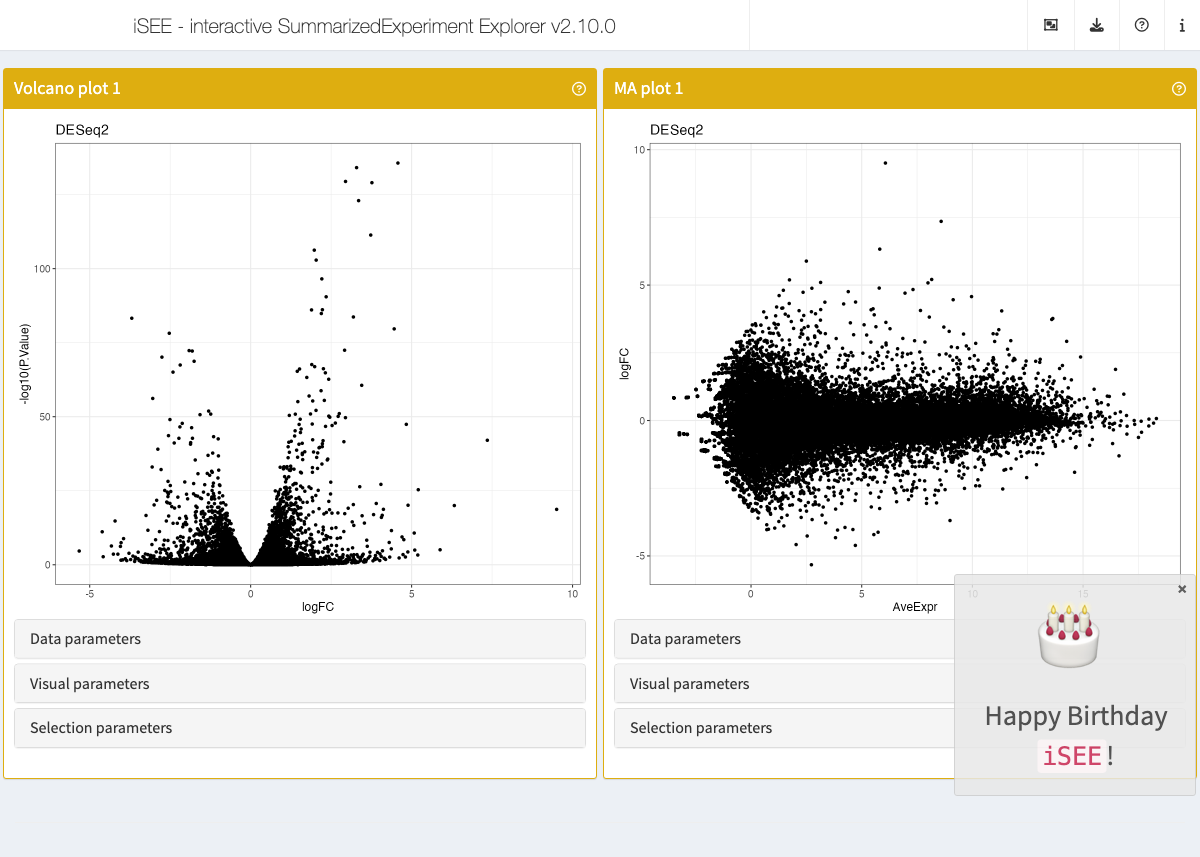 iSEE - interactive SummarizedExperiment Explorer v2.10.0
Volcano plot 1
DESeq2
-log10(P.Value)
100
50
0
-5
0
5
10
logFC
Data parameters
Visual parameters
Selection parameters
MA plot 1
DESeq2
logFC
10
5
0
-5
0
5
10
15
AveExpr
Data parameters
Visual parameters
Selection parameters
Happy Birthday
iSEE!